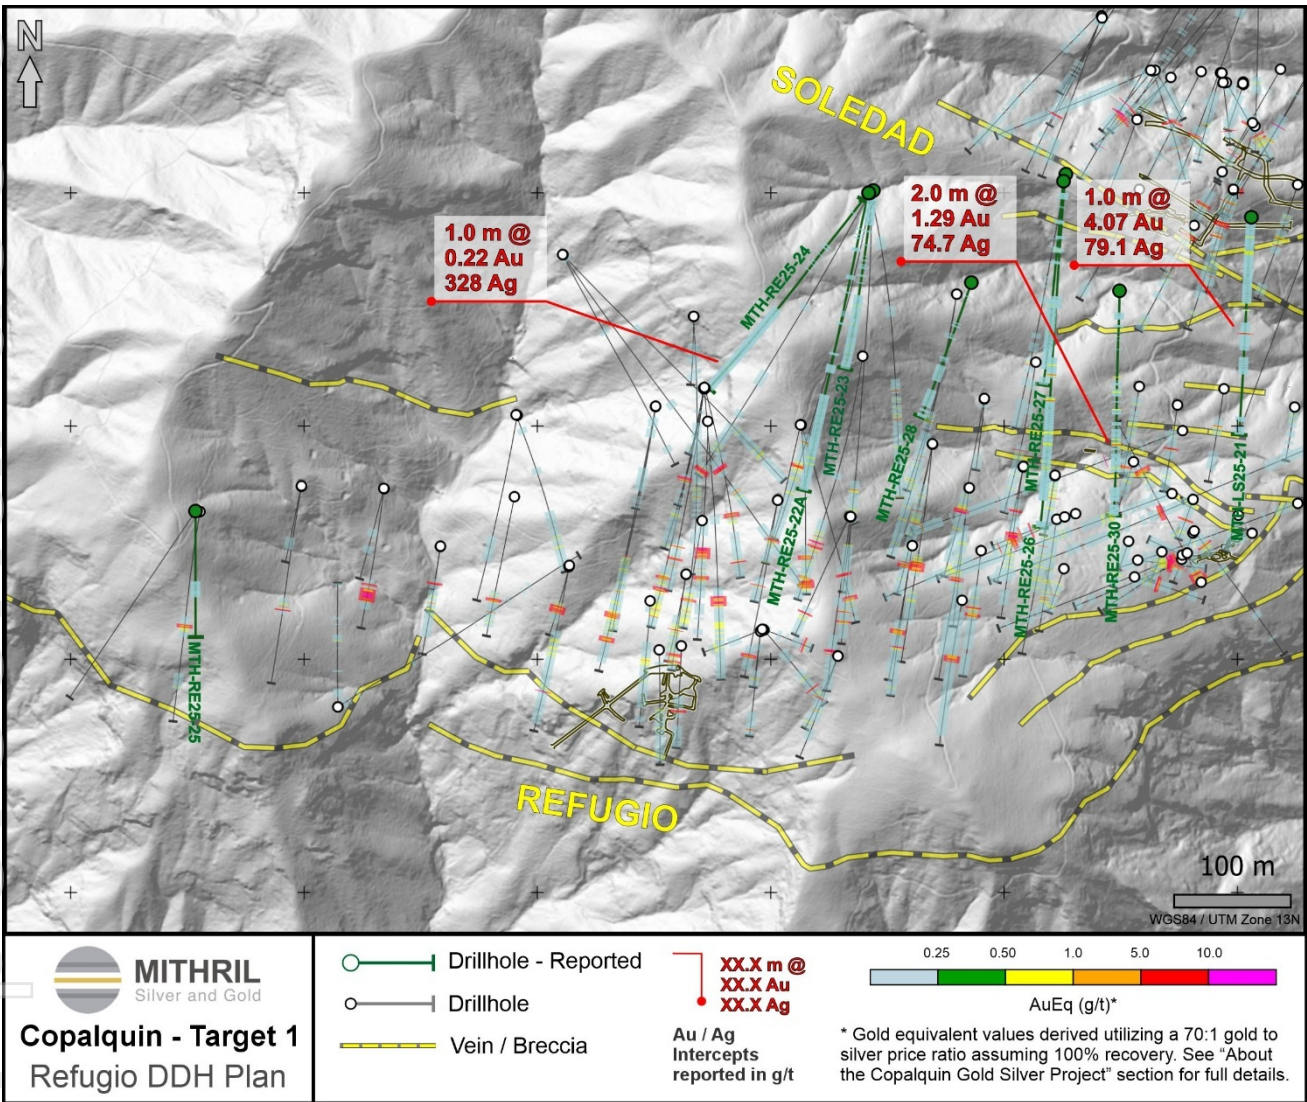 N
SOLEDAD
1.0 m @
0.22 Au
328 Ag
2.0 m @
1.29 Au
74.7 Ag
1.0 m @
4.07 Au
79.1 Ag
MTH-RE25-24
MTH-RE25-23
MTH-RE25-22A
MTH-RE25-28
MTH-RE25-27
MTH-RE25-26
MTH-RE25-30
MTH-LS25-21
MTH-RE25-25
REFUGIO
100 m
WGS84 / UTM Zone 13N
MITHRIL
Silver and Gold
Copalquin - Target 1
Refugio DDH Plan
Drillhole - Reported
Drillhole
Vein / Breccia
XX.X m @
XX.X Au
XX.X Ag
Au / Ag
Intercepts
reported in g/t
0.25 0.50 1.0 5.0 10.0
AuEq (g/t)*
* Gold equivalent values derived utilizing a 70:1 gold to
silver price ratio assuming 100% recovery. See “About
the Copalquin Gold Silver Project” section for full details.